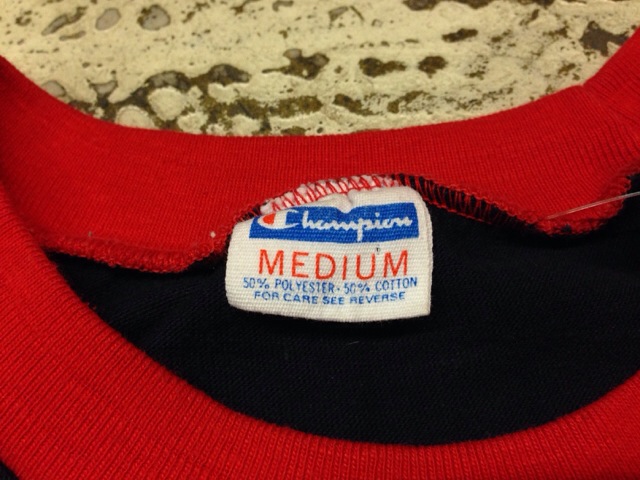 Champion
MEDIUM
50% POLYESTER · 50% COTTON
FOR CARE SEE REVERSE